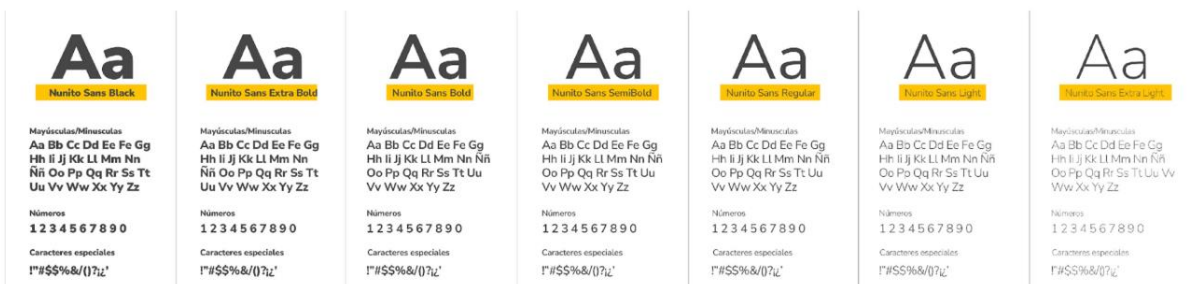 Aa
Nunito Sans Black
Mayúsculas/Minusculas
Aa Bb Cc Dd Ee Fe Gg
Hh Ii Jj Kk Ll Mm Nn
Ññ Oo Pp Qq Rr Ss Tt
Uu Vv Ww Xx Yy Zz
Números
1 2 3 4 5 6 7 8 9 0
Caracteres especiales
!"#$$%&/()?¡¿'
Aa
Nunito Sans Extra Bold
Mayúsculas/Minusculas
Aa Bb Cc Dd Ee Fe Gg
Hh Ii Jj Kk Ll Mm Nn
Ññ Oo Pp Qq Rr Ss Tt
Uu Vv Ww Xx Yy Zz
Números
1 2 3 4 5 6 7 8 9 0
Caracteres especiales
!"#$$%&/()?¡¿'
Aa
Nunito Sans Bold
Mayúsculas/Minusculas
Aa Bb Cc Dd Ee Fe Gg
Hh Ii Jj Kk Ll Mm Nn Ññ
Oo Pp Qq Rr Ss Tt Uu
Vv Ww Xx Yy Zz
Números
1 2 3 4 5 6 7 8 9 0
Caracteres especiales
!"#$$%&/()?¡¿'
Aa
Nunito Sans SemiBold
Mayúsculas/Minusculas
Aa Bb Cc Dd Ee Fe Gg
Hh Ii Jj Kk Ll Mm Nn Ññ
Oo Pp Qq Rr Ss Tt Uu
Vv Ww Xx Yy Zz
Números
1 2 3 4 5 6 7 8 9 0
Caracteres especiales
!"#$$%&/()?¡¿'
Aa
Nunito Sans Regular
Mayúsculas/Minusculas
Aa Bb Cc Dd Ee Fe Gg
Hh Ii Jj Kk Ll Mm Nn Ññ
Oo Pp Qq Rr Ss Tt Uu
Vv Ww Xx Yy Zz
Números
1 2 3 4 5 6 7 8 9 0
Caracteres especiales
!"#$$%&/()?¡¿'
Aa
Nunito Sans Light
Mayúsculas/Minusculas
Aa Bb Cc Dd Ee Fe Gg
Hh Ii Jj Kk Ll Mm Nn Ññ
Oo Pp Qq Rr Ss Tt Uu
Vv Ww Xx Yy Zz
Números
1 2 3 4 5 6 7 8 9 0
Caracteres especiales
!"#$$%&/()?¡¿'
Aa
Nunito Sans Extra Light
Mayúsculas/Minusculas
Aa Bb Cc Dd Ee Fe Gg
Hh Ii Jj Kk Ll Mm Nn Ññ
Oo Pp Qq Rr Ss Tt Uu Vv
Ww Xx Yy Zz
Números
1 2 3 4 5 6 7 8 9 0
Caracteres especiales
!"#$$%&/()?¡¿'